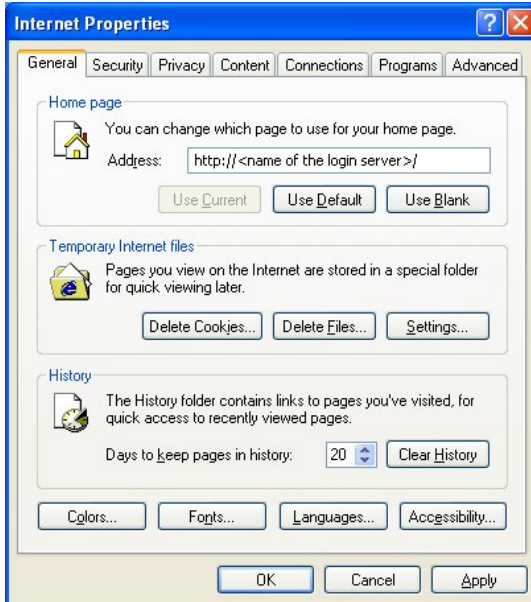 Internet Properties
General Security Privacy Content Connections Programs Advanced
Home page
You can change which page to use for your home page.
Address: http://<name of the login server>/
Use Current Use Default Use Blank
Temporary Internet files
Pages you view on the Internet are stored in a special folder
for quick viewing later.
Delete Cookies... Delete Files... Settings...
History
The History folder contains links to pages you've visited, for
quick access to recently viewed pages.
Days to keep pages in history: 20 Clear History
Colors... Fonts... Languages... Accessibility...
OK Cancel Apply